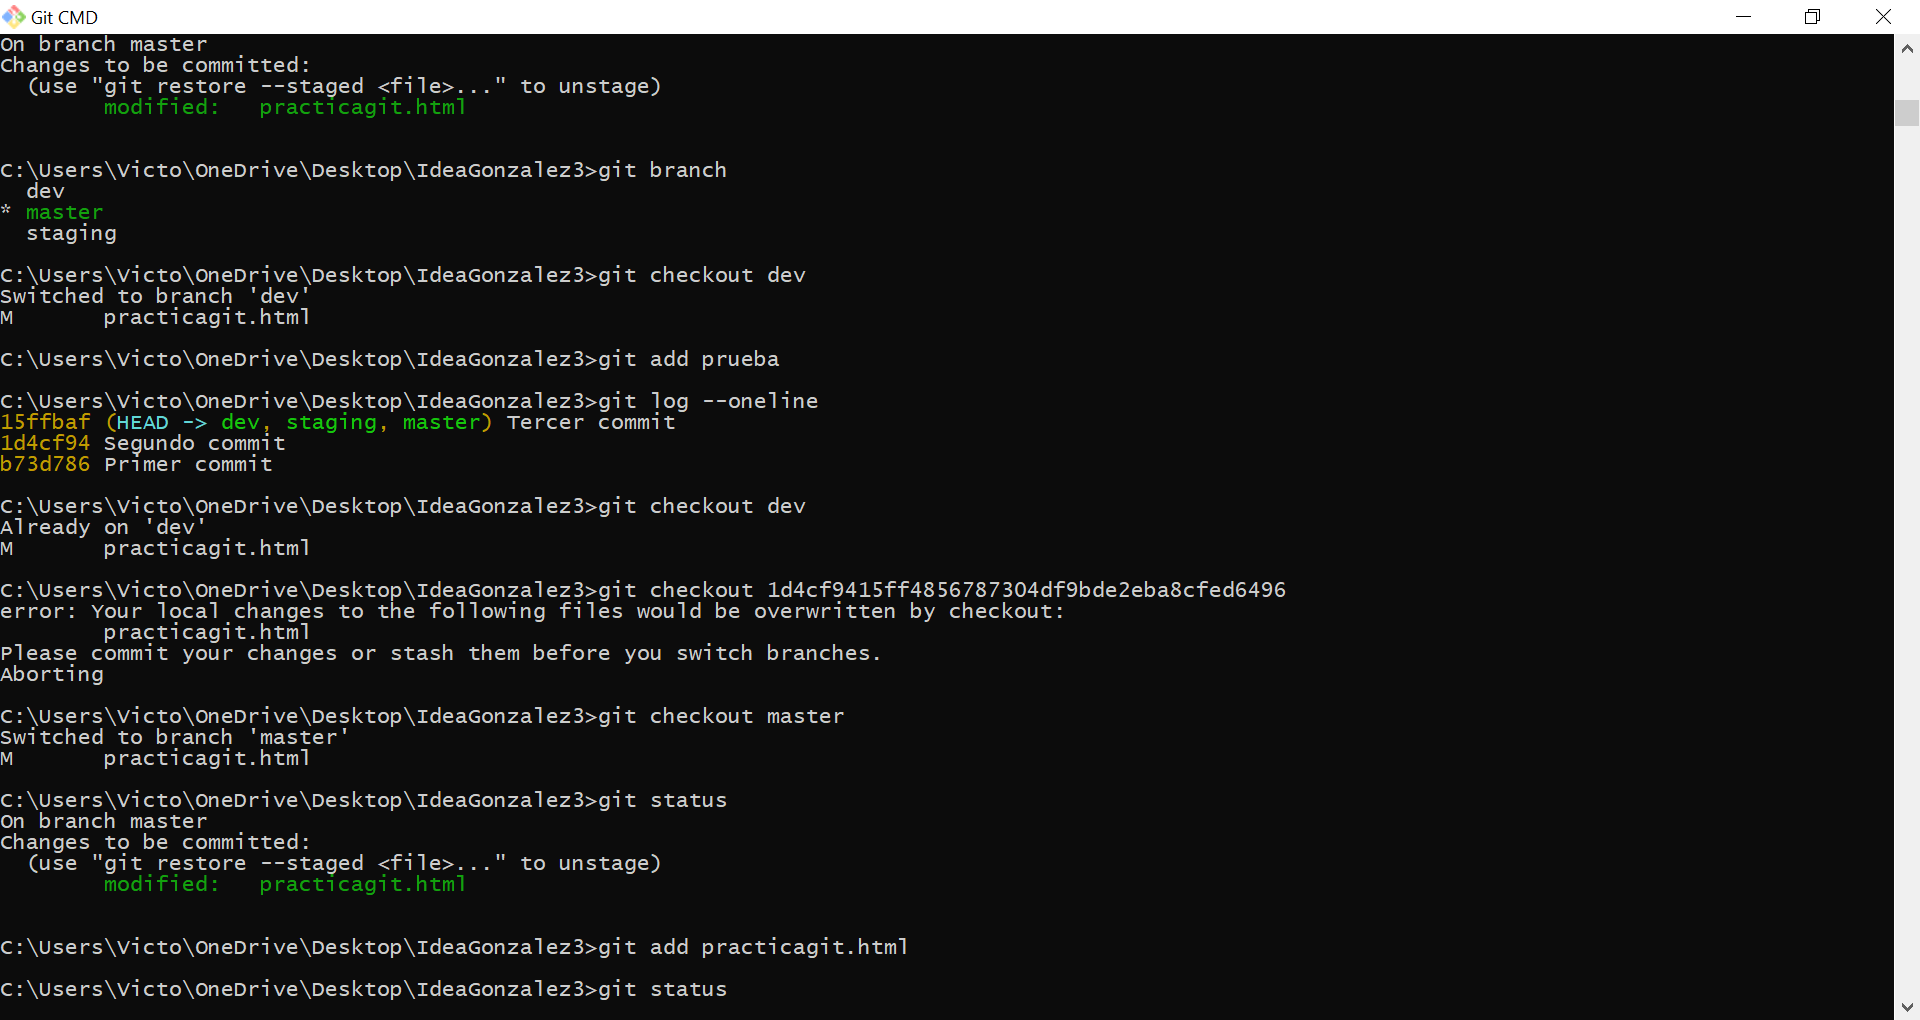 Git CMD
On branch master
Changes to be committed:
  (use "git restore --staged <file>..." to unstage)
        modified:   practicagit.html

C:\Users\Victo\OneDrive\Desktop\IdeaGonzalez3>git branch
  dev
* master
  staging

C:\Users\Victo\OneDrive\Desktop\IdeaGonzalez3>git checkout dev
Switched to branch 'dev'
M       practicagit.html

C:\Users\Victo\OneDrive\Desktop\IdeaGonzalez3>git add prueba

C:\Users\Victo\OneDrive\Desktop\IdeaGonzalez3>git log --oneline
15ffbaf (HEAD -> dev, staging, master) Tercer commit
1d4cf94 Segundo commit
b73d786 Primer commit

C:\Users\Victo\OneDrive\Desktop\IdeaGonzalez3>git checkout dev
Already on 'dev'
M       practicagit.html

C:\Users\Victo\OneDrive\Desktop\IdeaGonzalez3>git checkout 1d4cf9415ff4856787304df9bde2eba8cfed6496
error: Your local changes to the following files would be overwritten by checkout:
        practicagit.html
Please commit your changes or stash them before you switch branches.
Aborting

C:\Users\Victo\OneDrive\Desktop\IdeaGonzalez3>git checkout master
Switched to branch 'master'
M       practicagit.html

C:\Users\Victo\OneDrive\Desktop\IdeaGonzalez3>git status
On branch master
Changes to be committed:
  (use "git restore --staged <file>..." to unstage)
        modified:   practicagit.html

C:\Users\Victo\OneDrive\Desktop\IdeaGonzalez3>git add practicagit.html

C:\Users\Victo\OneDrive\Desktop\IdeaGonzalez3>git status